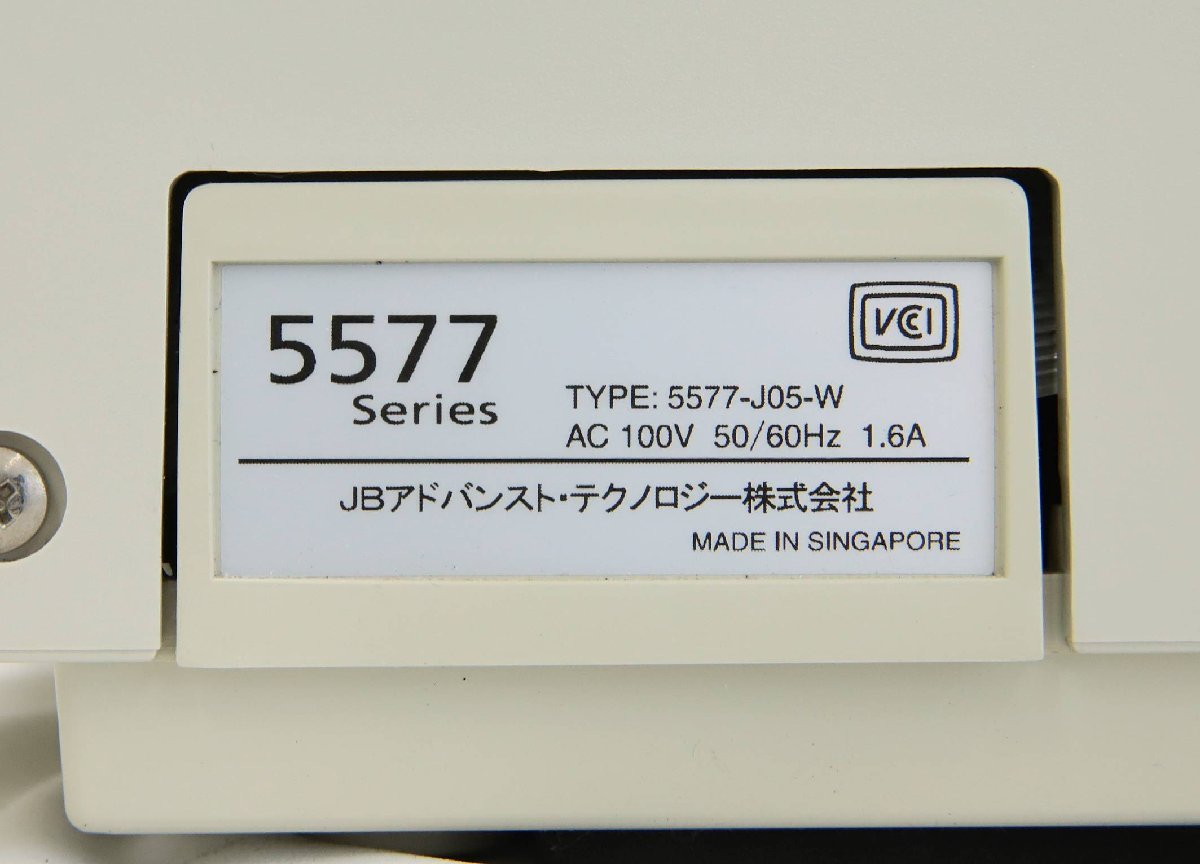 5577
Series
VCCI
TYPE: 5577-J05-W
AC 100V 50/60Hz 1.6A
JBアドバンスト・テクノロジー株式会社
MADE IN SINGAPORE